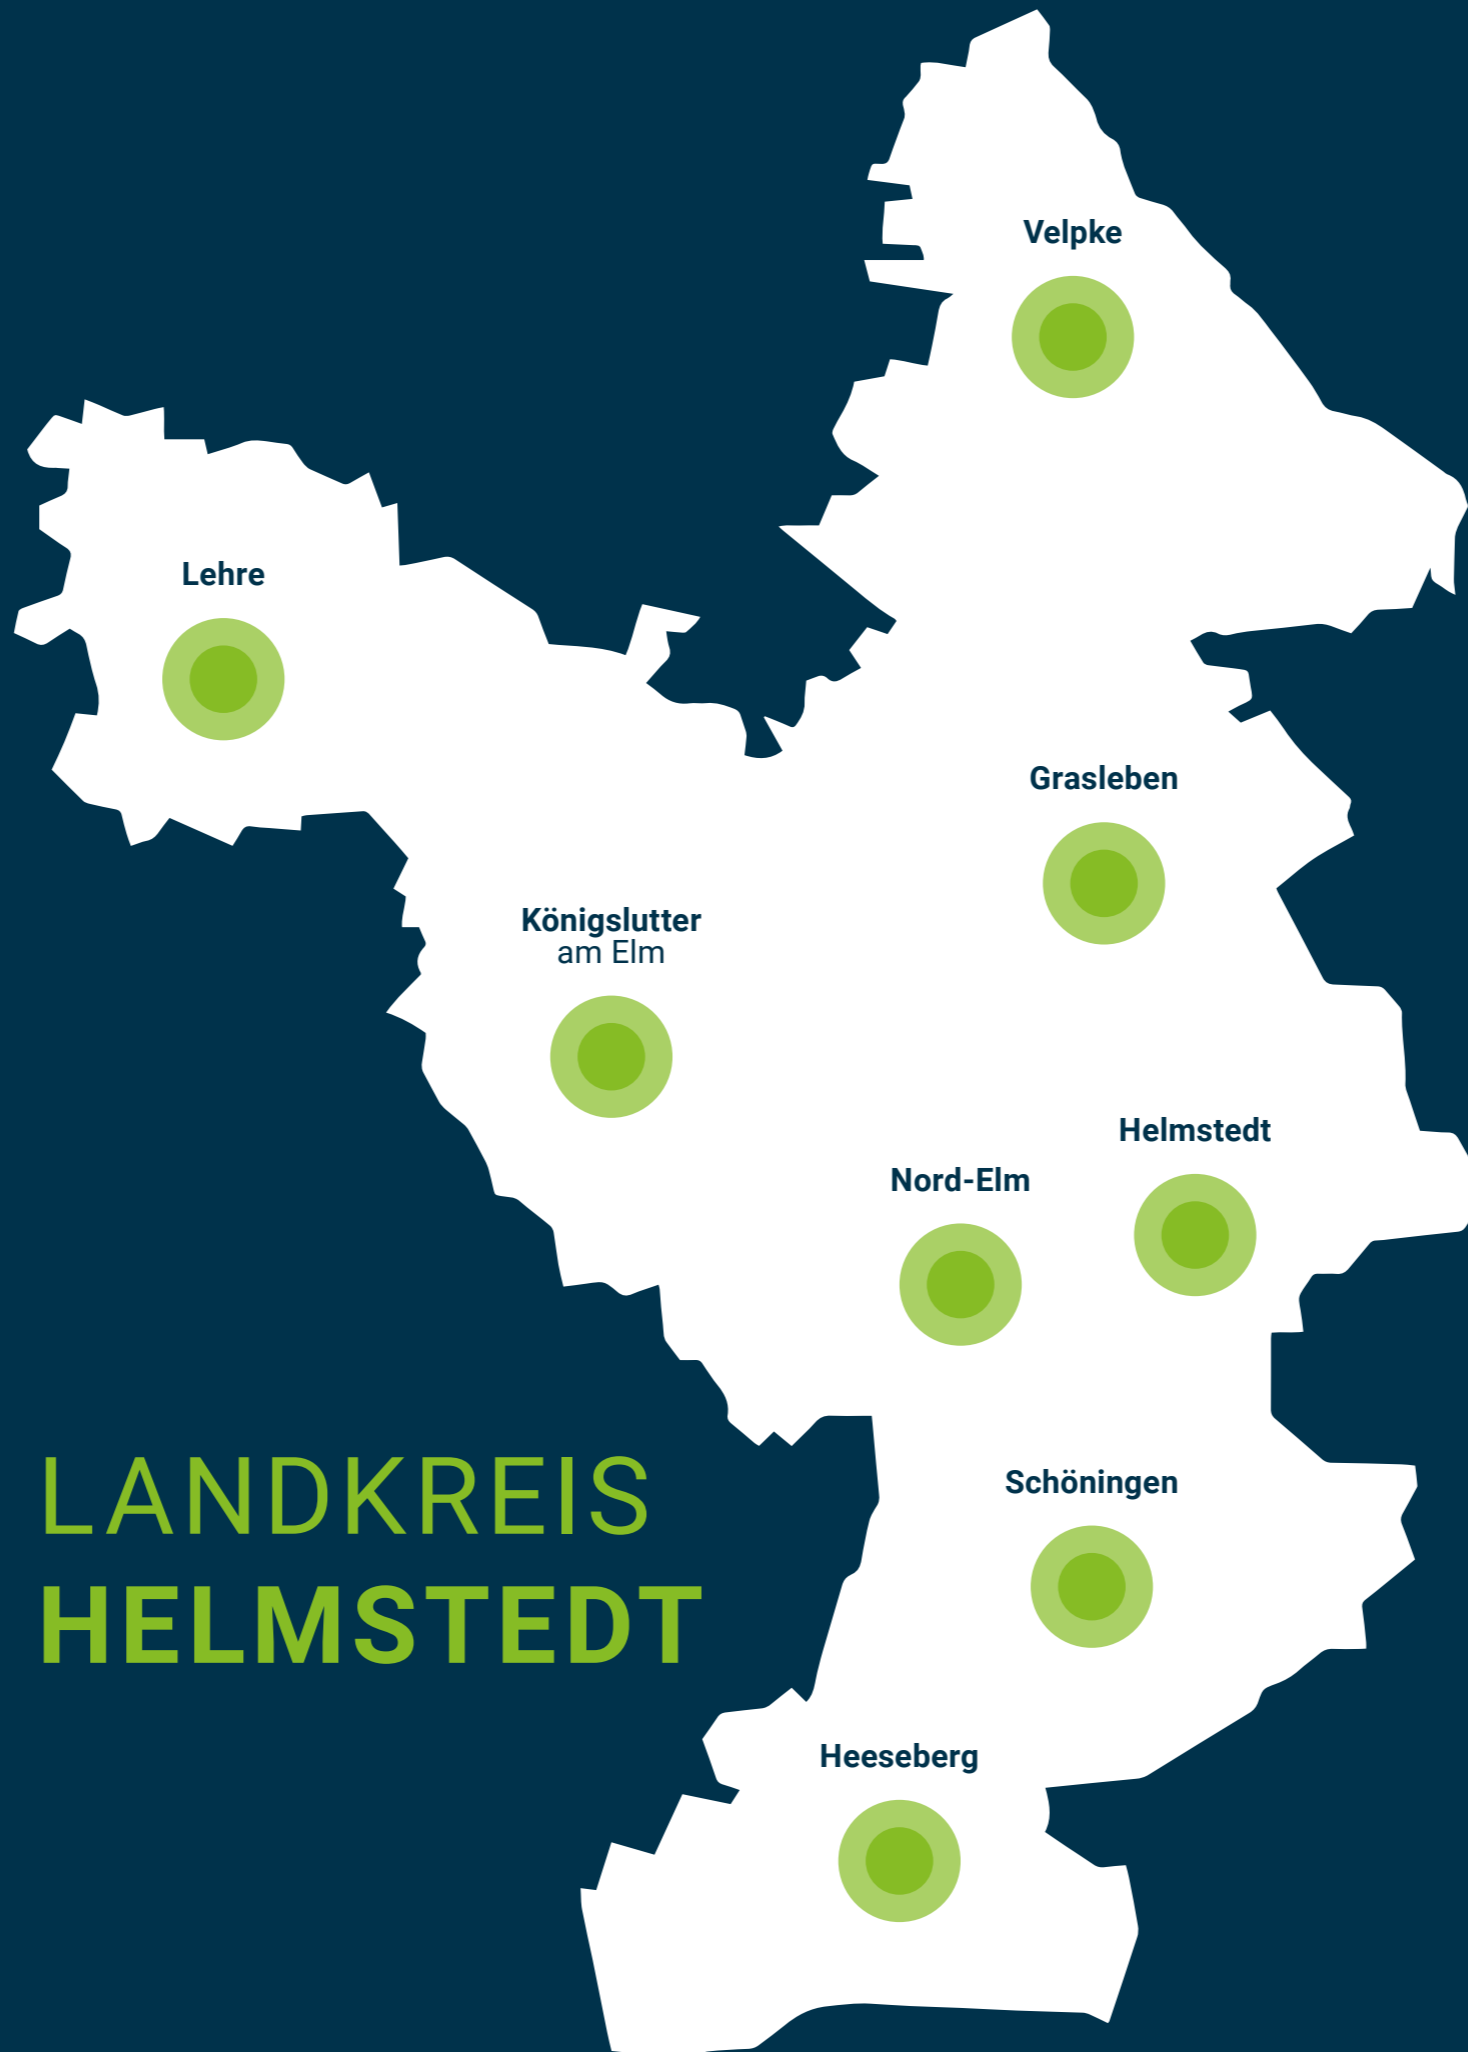 Velpke
Lehre
Grasleben
Königslutter
am Elm
Helmstedt
Nord-Elm
Schöningen
LANDKREIS
HELMSTEDT
Heeseberg